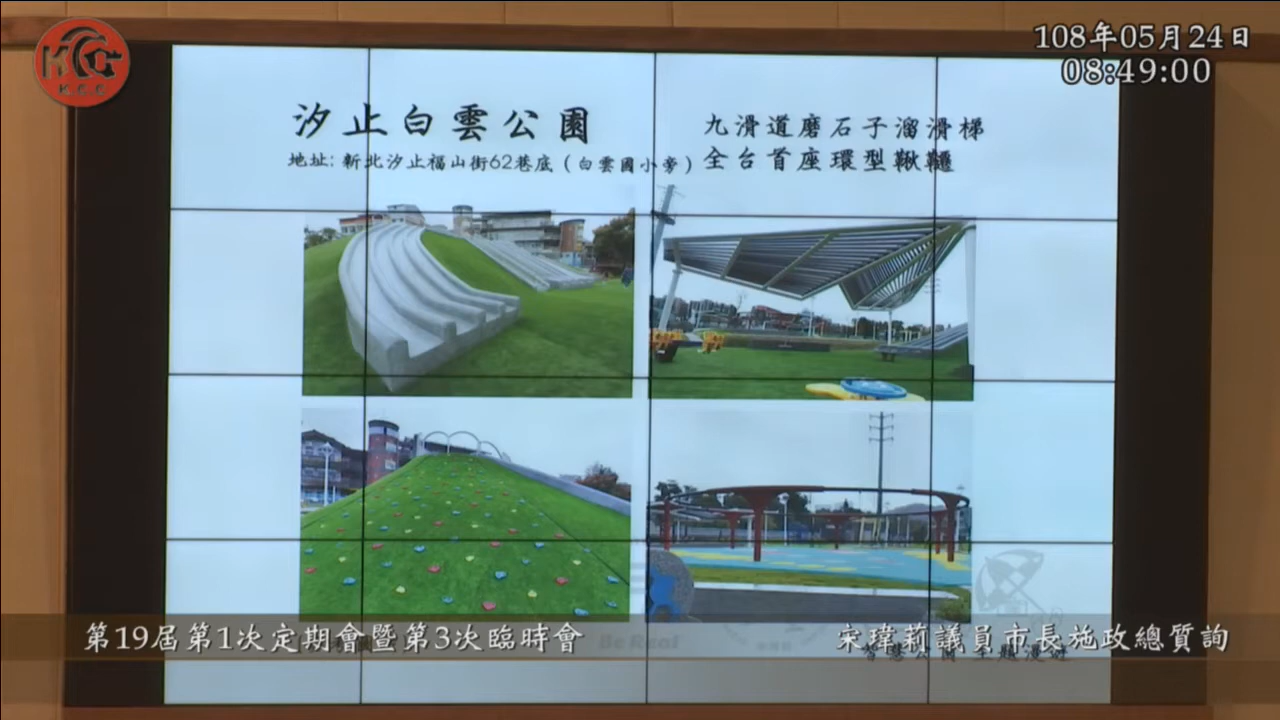 KCC
K.C.C
108年05月24日
08:49:00
汐止白雲公園
地址: 新北汐止福山街62巷底（白雲國小旁）
九滑道磨石子溜滑梯
全台首座環型鞦韆
第19屆第1次定期會暨第3次臨時會
宋瑋莉議員市長施政總質詢
Be Real